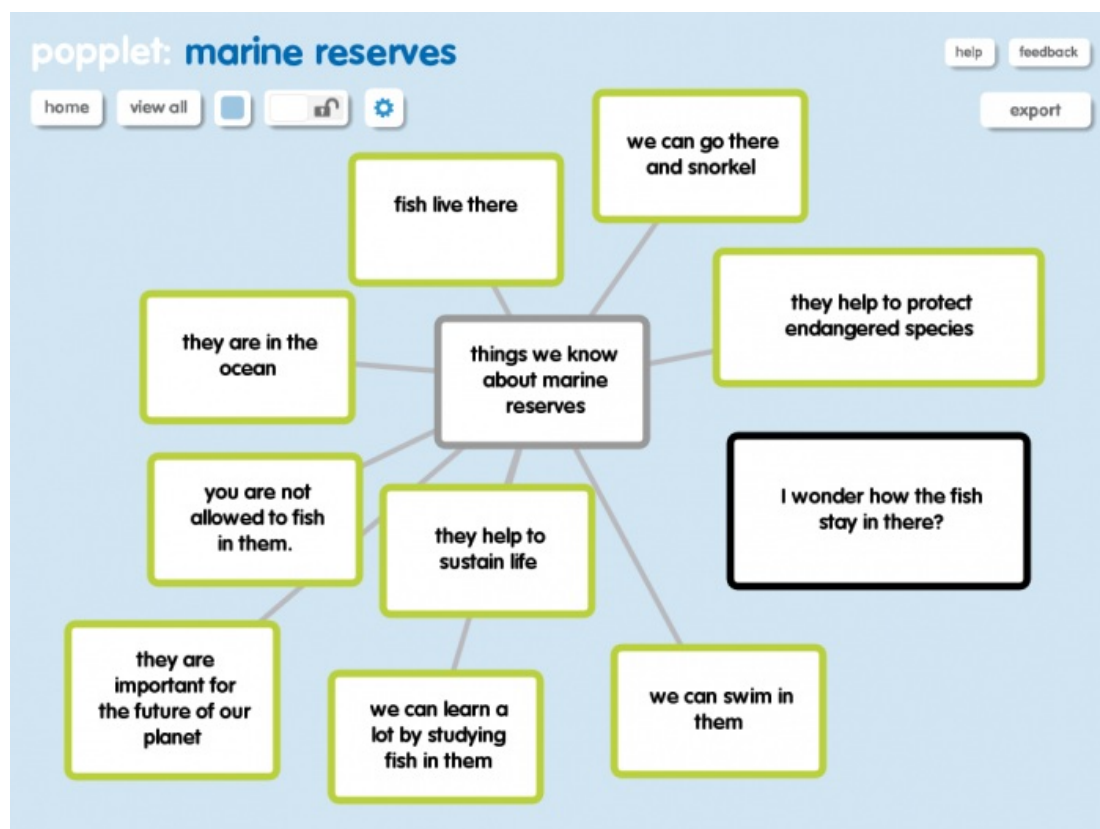 popplet: marine reserves
help
feedback
home
view all
export
we can go there
and snorkel
fish live there
they help to protect
endangered species
they are in the
ocean
things we know
about marine
reserves
you are not
allowed to fish
in them.
they help to
sustain life
I wonder how the fish
stay in there?
they are
important for
the future of our
planet
we can learn a
lot by studying
fish in them
we can swim in
them